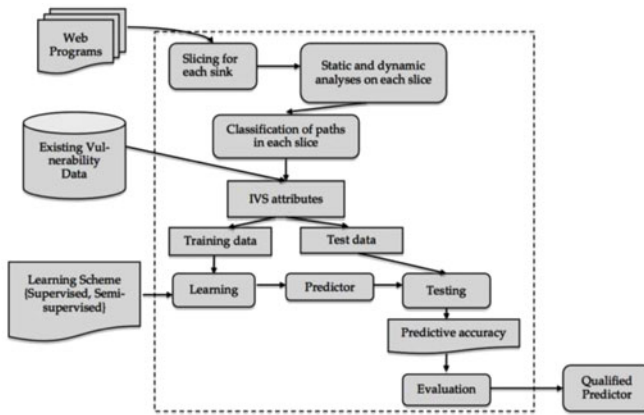 Web
Programs
Slicing for
each sink
Static and dynamic
analyses on each slice
Classification of paths
in each slice
Existing Vul-
nerability
Data
IVS attributes
Training data
Test data
Learning Scheme
{Supervised, Semi-
supervised}
Learning
Predictor
Testing
Predictive accuracy
Evaluation
Qualified
Predictor